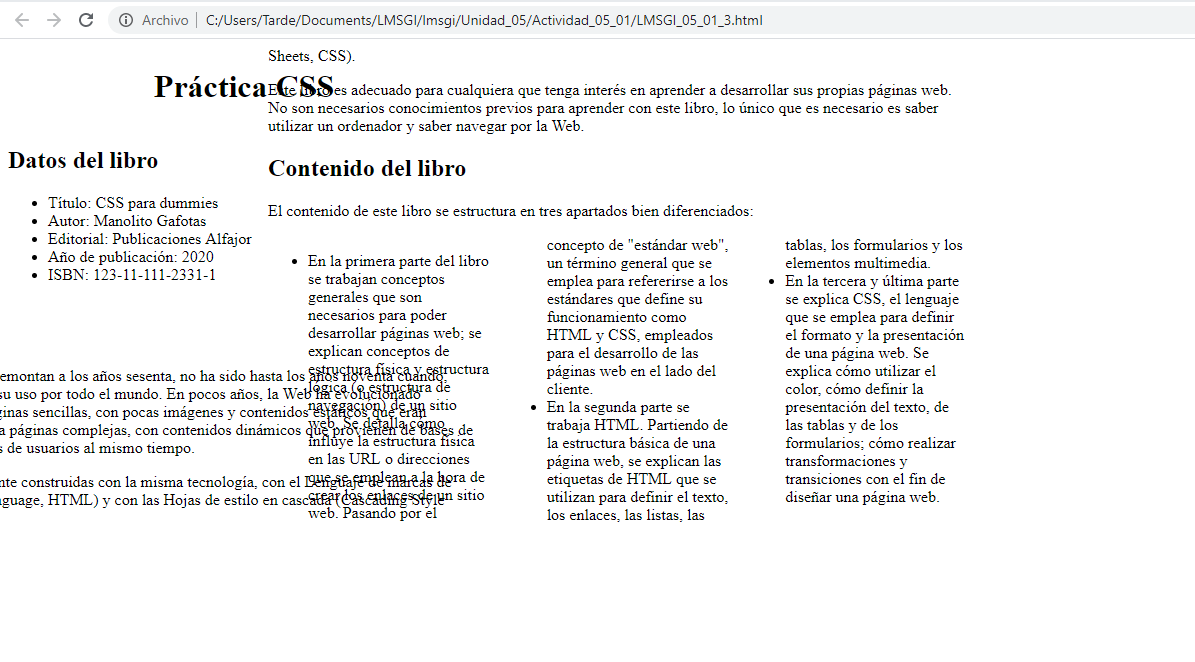 Archivo | C:/Users/Tarde/Documents/LMSGI/lmsgi/Unidad_05/Actividad_05_01/LMSGI_05_01_3.html
Sheets, CSS).
Práctica CSS
Este libro es adecuado para cualquiera que tenga interés en aprender a desarrollar sus propias páginas web.
No son necesarios conocimientos previos para aprender con este libro, lo único que es necesario es saber
utilizar un ordenador y saber navegar por la Web.
Datos del libro
Título: CSS para dummies
Autor: Manolito Gafotas
Editorial: Publicaciones Alfajor
Año de publicación: 2020
ISBN: 123-11-111-2331-1
emontan a los años sesenta, no ha sido hasta los años noventa cuando,
su uso por todo el mundo. En pocos años, la Web ha evolucionado
ginas sencillas, con pocas imágenes y contenidos estáticos que eran
a páginas complejas, con contenidos dinámicos que provienen de bases de
s de usuarios al mismo tiempo.
nte construidas con la misma tecnología, con el Lenguaje de marcas de
nguage, HTML) y con las Hojas de estilo en cascada (Cascading Style
Contenido del libro
El contenido de este libro se estructura en tres apartados bien diferenciados:
En la primera parte del libro
se trabajan conceptos
generales que son
necesarios para poder
desarrollar páginas web; se
explican conceptos de
estructura física y estructura
lógica (o estructura de
navegación) de un sitio
web. Se detalla cómo
influye la estructura física
en las URL o direcciones
que se emplean a la hora de
crear los enlaces de un sitio
web. Pasando por el
concepto de "estándar web",
un término general que se
emplea para refererirse a los
estándares que define su
funcionamiento como
HTML y CSS, empleados
para el desarrollo de las
páginas web en el lado del
cliente.
En la segunda parte se
trabaja HTML. Partiendo de
la estructura básica de una
página web, se explican las
etiquetas de HTML que se
utilizan para definir el texto,
los enlaces, las listas, las
tablas, los formularios y los
elementos multimedia.
En la tercera y última parte
se explica CSS, el lenguaje
que se emplea para definir
el formato y la presentación
de una página web. Se
explica cómo utilizar el
color, cómo definir la
presentación del texto, de
las tablas y de los
formularios; cómo realizar
transformaciones y
transiciones con el fin de
diseñar una página web.